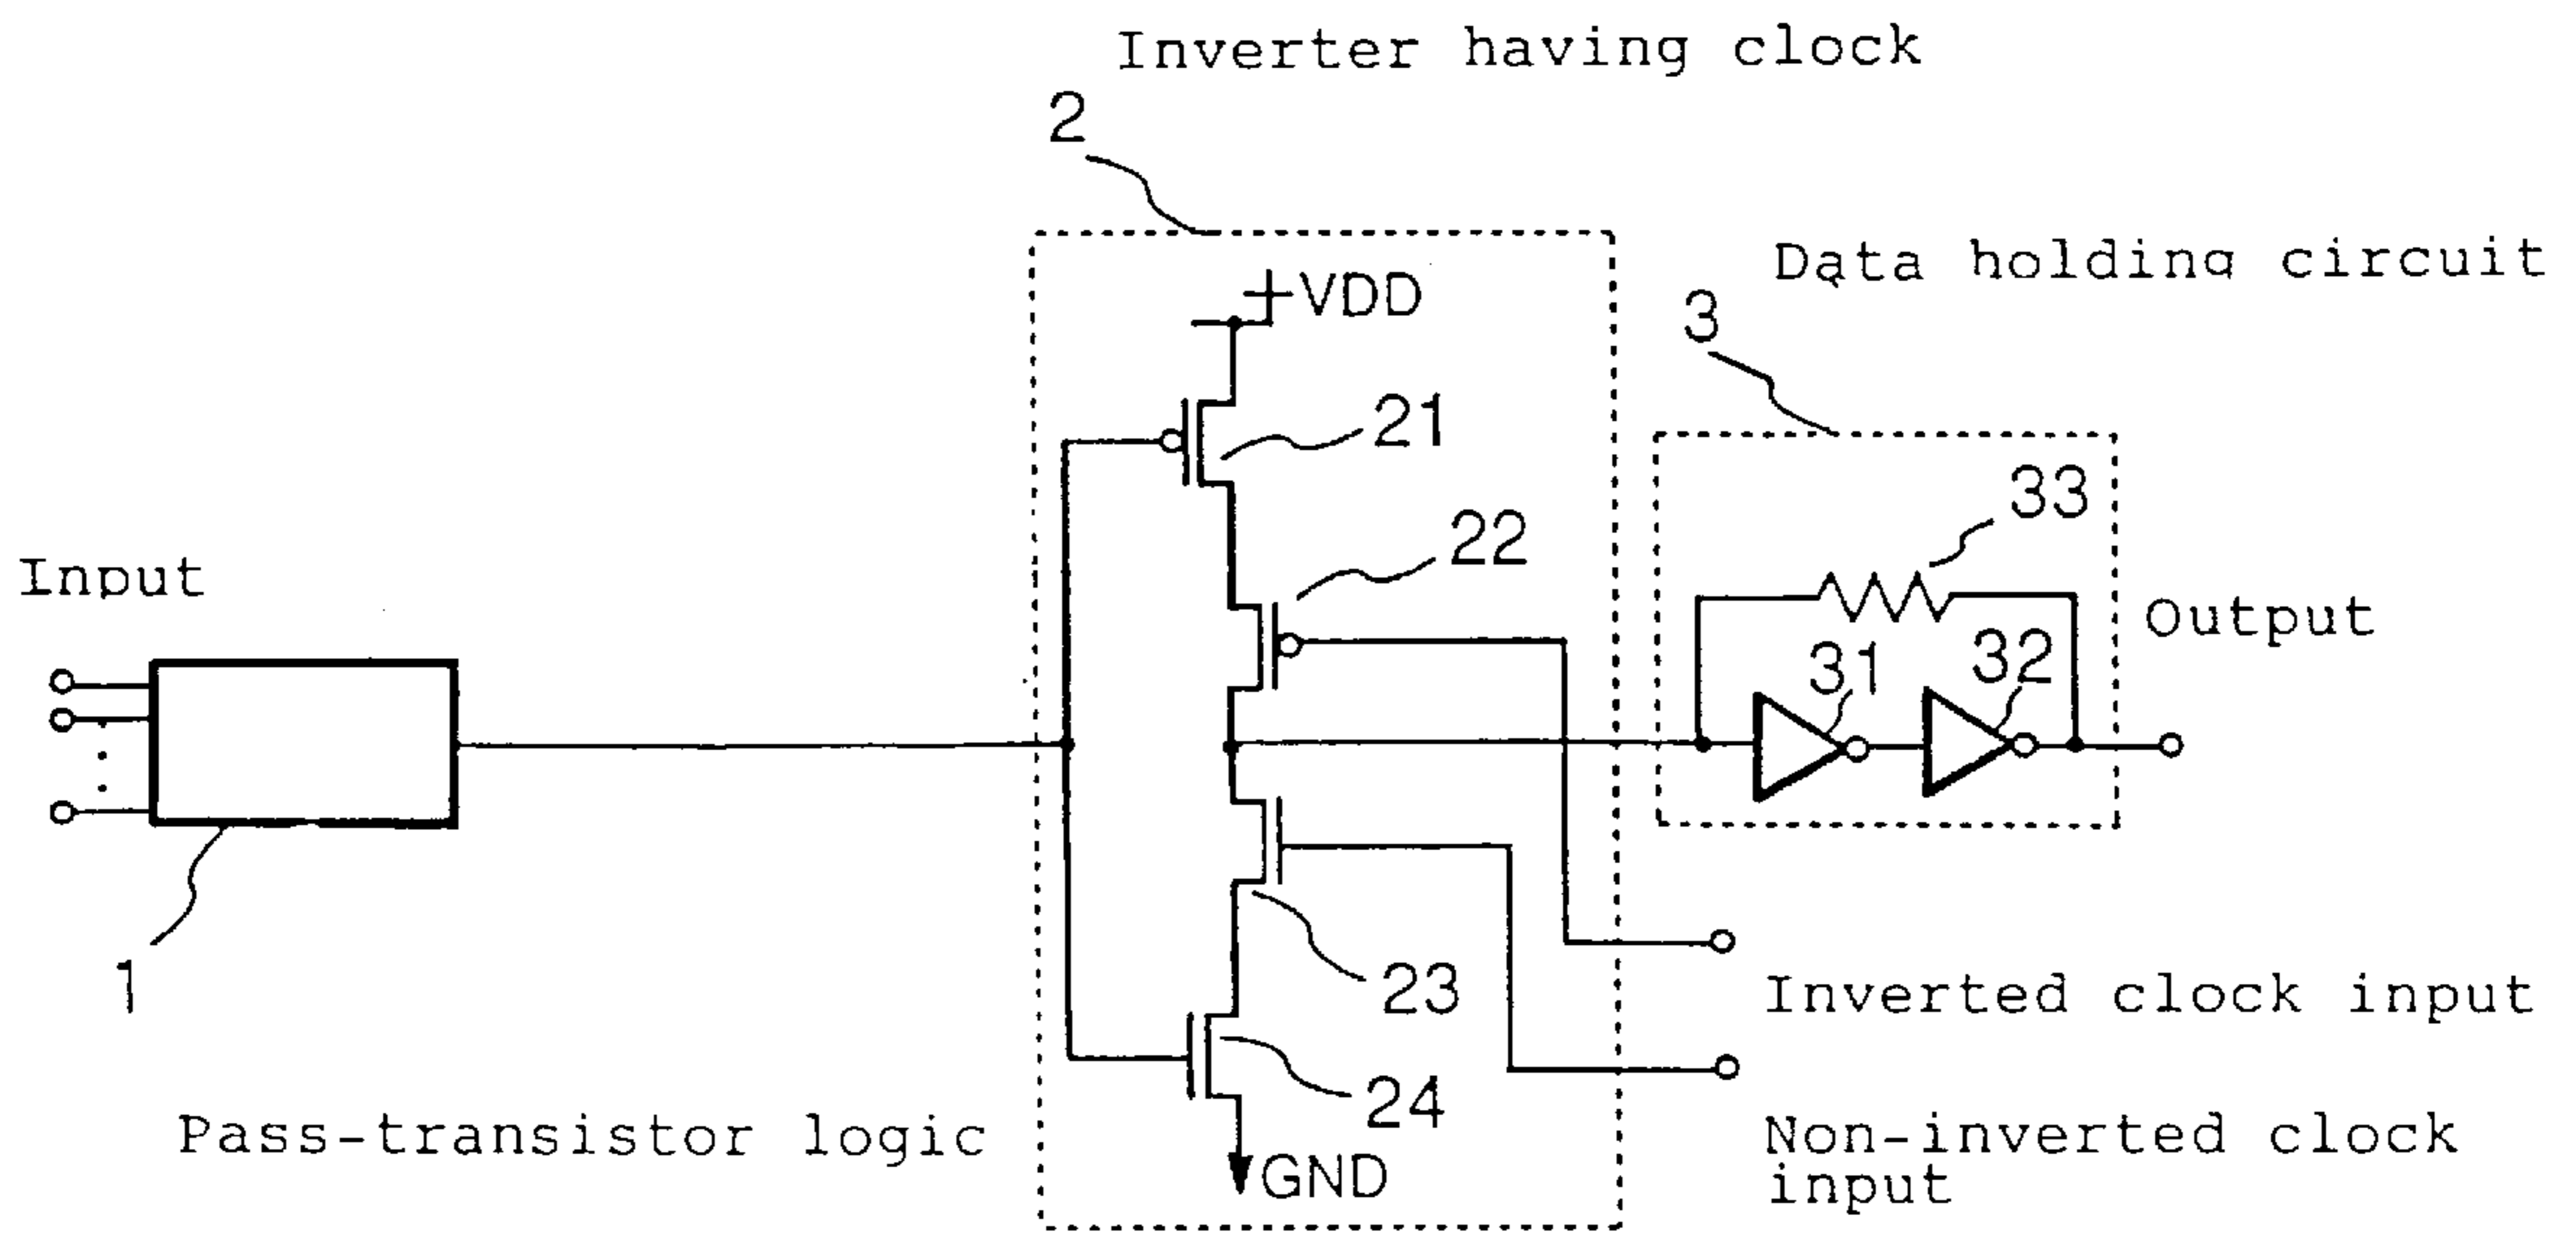 Inverter having clock
2
Data holding circuit
3
+VDD
21
33
22
Input
Output
31
32
1
23
Inverted clock input
24
Pass-transistor logic
Non-inverted clock
input
GND